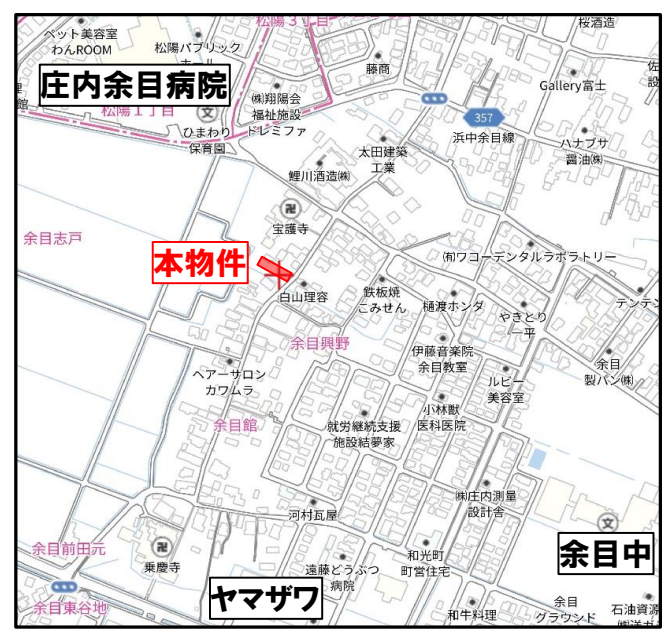 松陽3丁目
桜酒造
ペット美容室
わんROOM
松陽パブリック
ホール
藤商
佐
設
庄内余目病院
Gallery富士
㈱翔陽会
福祉施設
ドレミファ
松陽1丁目
ひまわり
保育園
357
浜中余目線
太田建築
工業
ハナブサ
醤油㈱
鯉川酒造㈱
宝護寺
余目志戸
本物件
㈲ワコーデンタルラボラトリー
白山理容
鉄板焼
こみせん
樋渡ホンダ
やきとり
一平
テンテン
余目興野
伊藤音楽院
余目教室
余目
製パン㈱
ヘアーサロン
カワムラ
ルビー
美容室
小林獣
医科医院
余目館
就労継続支援
施設結夢家
㈱庄内測量
設計舎
河村瓦屋
余目前田元
乗慶寺
和光町
町営住宅
余目中
遠藤どうぶつ
病院
ヤマザワ
余目東谷地
和牛料理
余目
グラウンド
石油資源